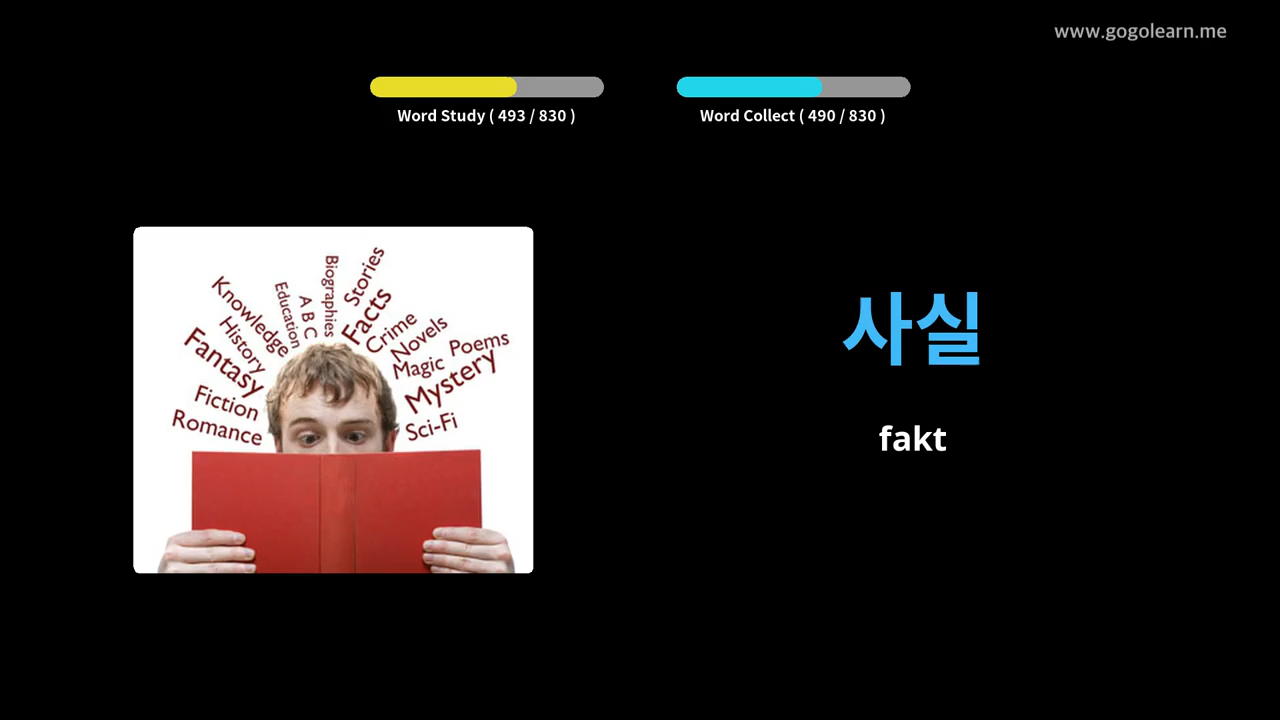 www.gogolearn.me
Word Study ( 493 / 830 )
Word Collect ( 490 / 830 )
Romance
Fiction
Fantasy
History
Knowledge
Education
A B C
Biographies
Stories
Facts
Crime
Novels
Magic
Poems
Mystery
Sci-Fi
사실
fakt